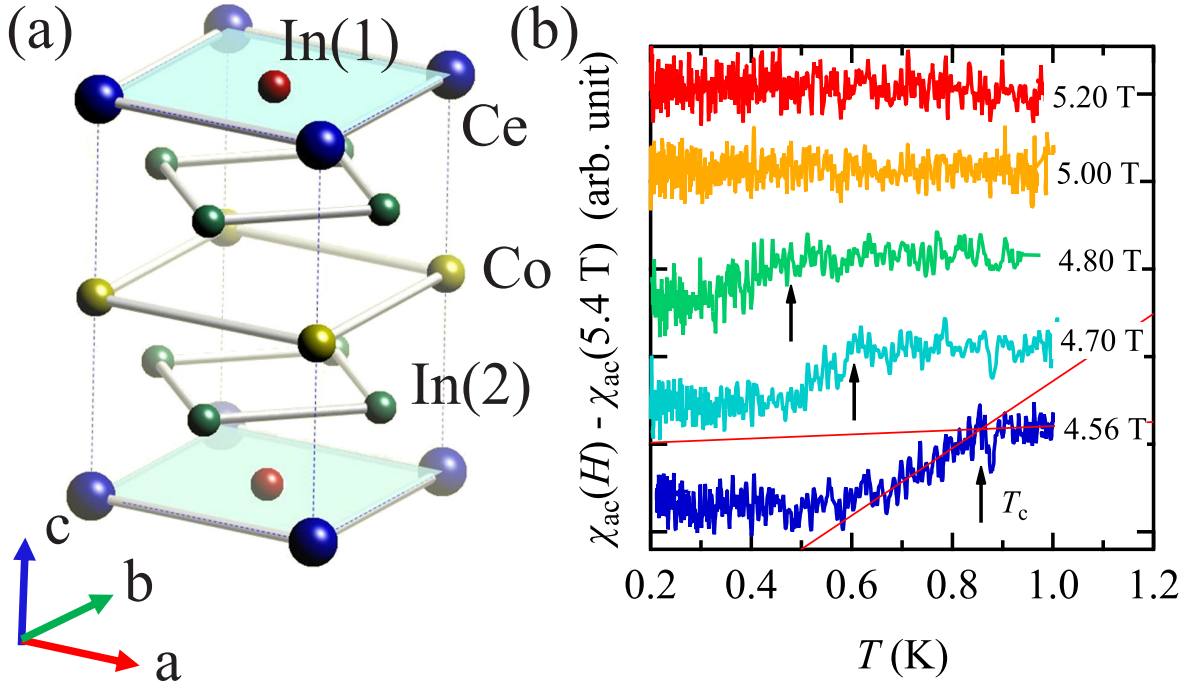 (a)
In(1)
Ce
Co
In(2)
c
b
a
(b)
χac(H) - χac(5.4 T) (arb. unit)
5.20 T
5.00 T
4.80 T
4.70 T
4.56 T
Tc
0.2 0.4 0.6 0.8 1.0 1.2
T (K)